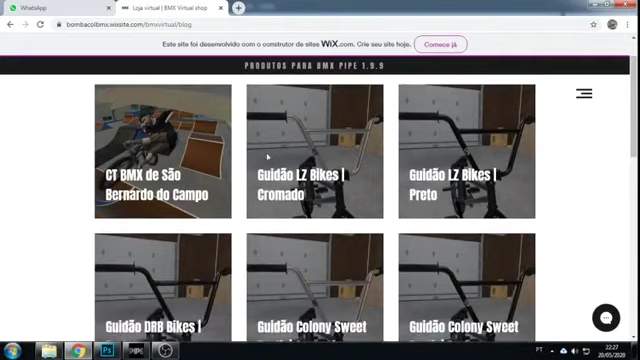 WhatsApp
Loja virtual | BMX Virtual shop
bombacolbmx.wixsite.com/bmxvirtual/blog
Este site foi desenvolvido com o construtor de sites WiX.com. Crie seu site hoje.
Comece já
PRODUTOS PARA BMX PIPE 1.9.9
CT BMX de São
Bernardo do Campo
Guidão LZ Bikes |
Cromado
Guidão LZ Bikes |
Preto
Guidão DRB Bikes |
Guidão Colony Sweet
Guidão Colony Sweet
Ps
PIPE
PT
22:27
20/05/2020